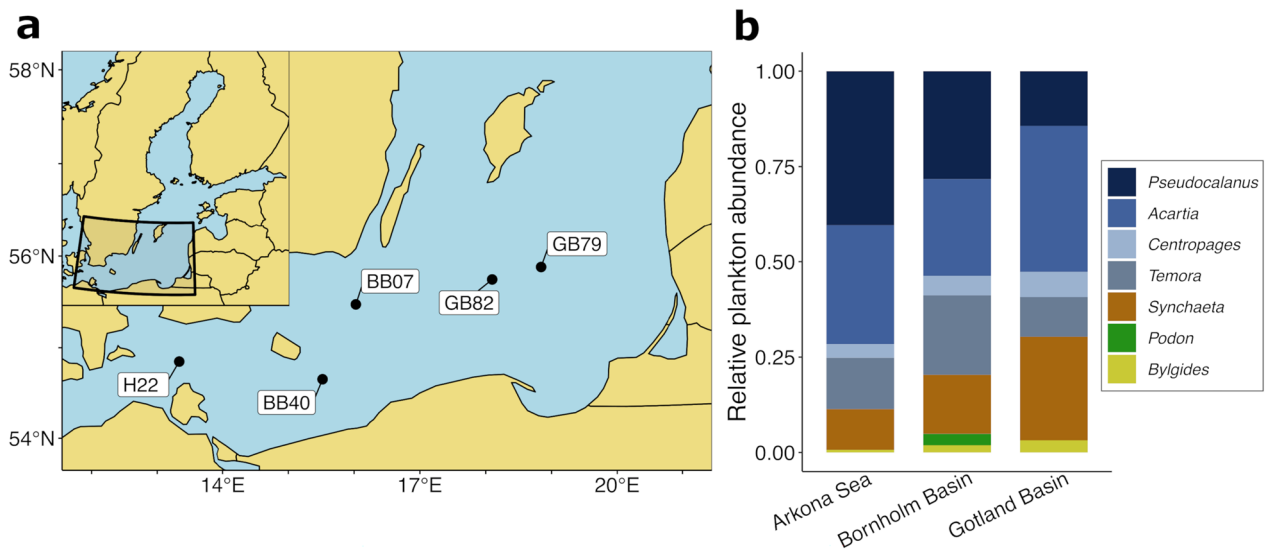 a
58°N
56°N
54°N
14°E
17°E
20°E
GB79
BB07
GB82
H22
BB40
b
Relative plankton abundance
1.00
0.75
0.50
0.25
0.00
Arkona Sea
Bornholm Basin
Gotland Basin
Pseudocalanus
Acartia
Centropages
Temora
Synchaeta
Podon
Bylgides